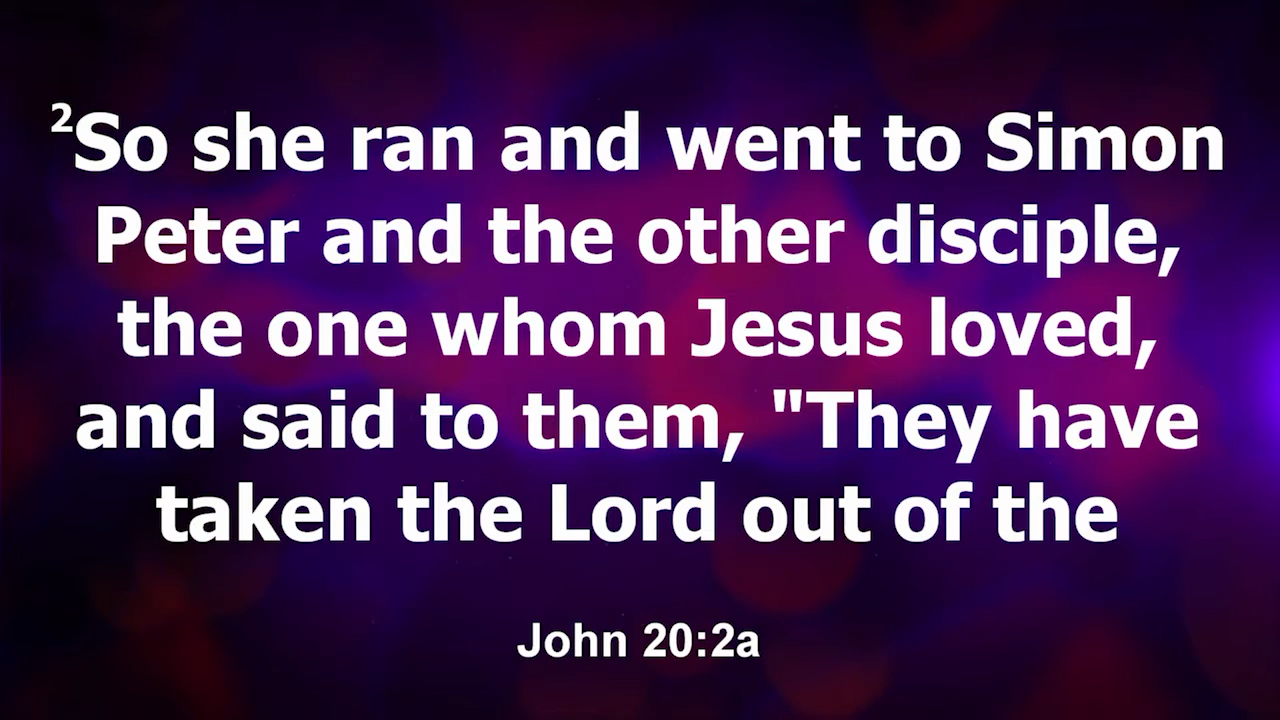 ²So she ran and went to Simon
Peter and the other disciple,
the one whom Jesus loved,
and said to them, "They have
taken the Lord out of the
John 20:2a